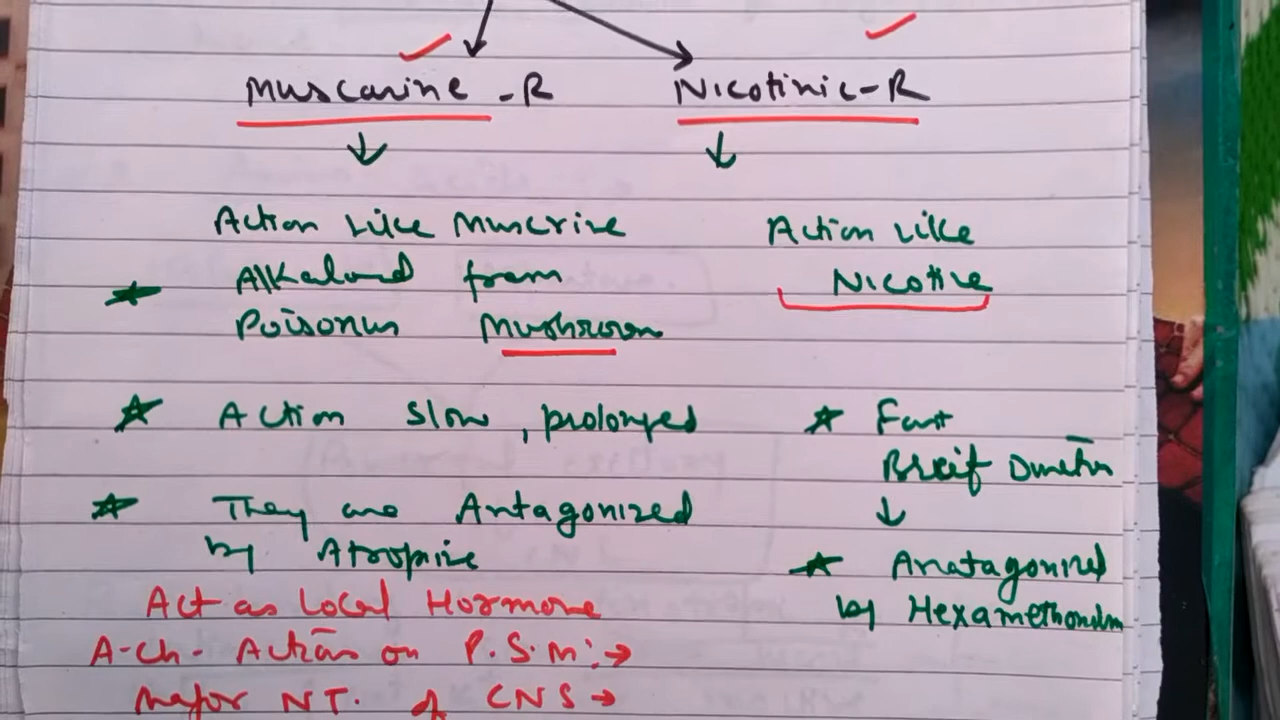 Muscarine -R
Nicotinic-R
Action Like Muscrine
Alkaloid from
Poisonus Mushroom
Action Like
Nicotine
Action Slow, prolonged
Fast
Breif Duration
They are Antagonized
by Atropine
Anatagonized
by Hexamethonium
Act as Local Hormone
A-ch- Action on P.S.M:→
Major NT. of CNS →